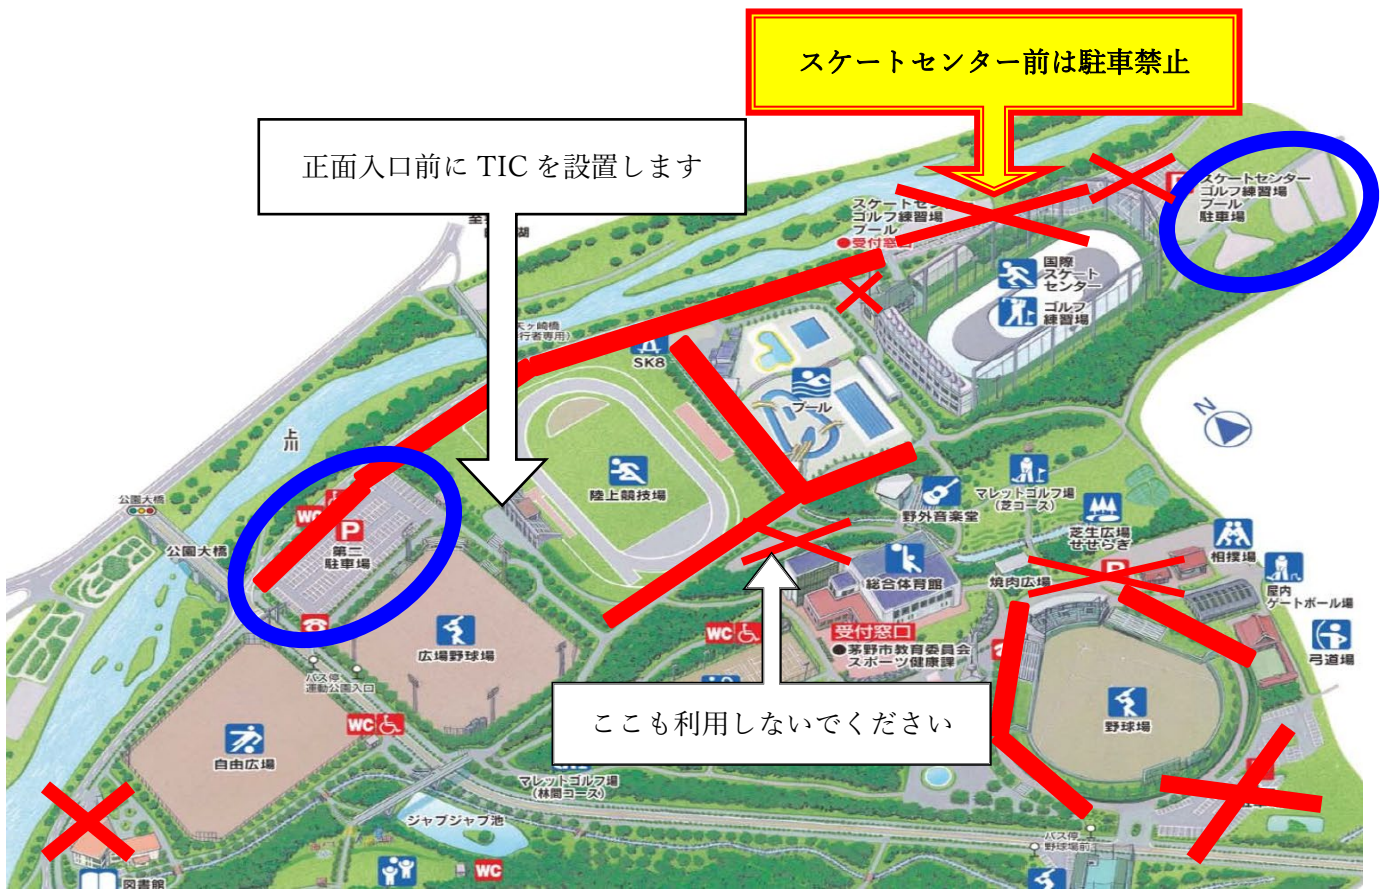 スケートセンター前は駐車禁止
正面入口前に TIC を設置します
スケートセンター
ゴルフ練習場
プール
駐車場
ゴルフ練習場
プール
●受付窓口
国際
スケート
センター
ゴルフ
練習場
SK8
プール
上川
陸上競技場
マレットゴルフ場
(芝コース)
野外音楽堂
芝生広場
せせらぎ
相撲場
公園大橋
公園大橋
WC
P
第二
駐車場
総合体育館
焼肉広場
P
屋内
ゲートボール場
弓道場
広場野球場
WC
受付窓口
●茅野市教育委員会
スポーツ健康課
バス停
運動公園入口
ここも利用しないでください
野球場
WC
自由広場
マレットゴルフ場
(林間コース)
ジャブジャブ池
バス停
野球場前
WC
図書館
N